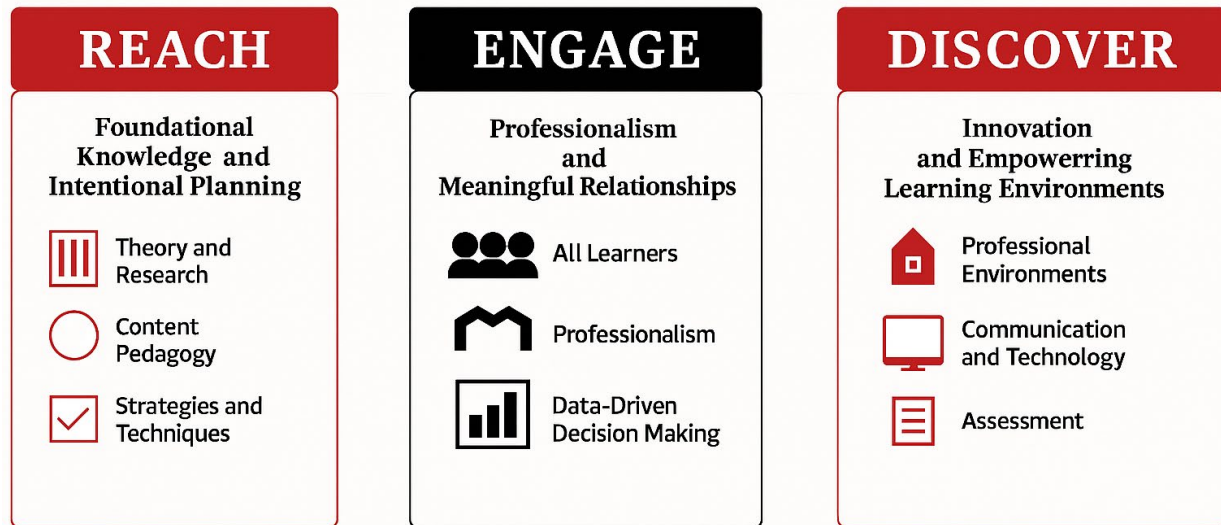 REACH
Foundational
Knowledge and
Intentional Planning
Theory and
Research
Content
Pedagogy
Strategies and
Techniques
ENGAGE
Professionalism
and
Meaningful Relationships
All Learners
Professionalism
Data-Driven
Decision Making
DISCOVER
Innovation
and Empowerring
Learning Environments
Professional
Environments
Communication
and Technology
Assessment